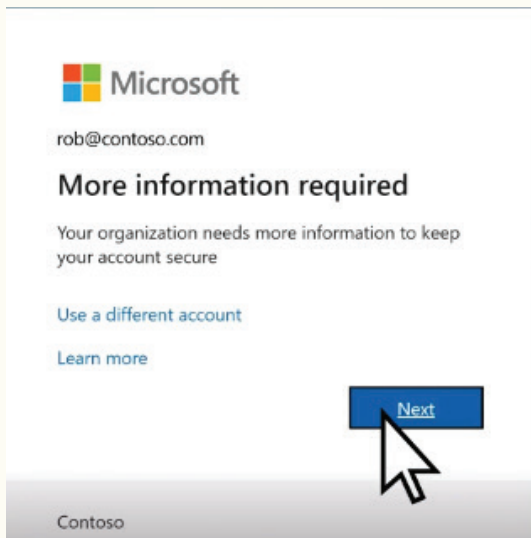 Microsoft
rob@contoso.com
More information required
Your organization needs more information to keep
your account secure
Use a different account
Learn more
Next
Contoso